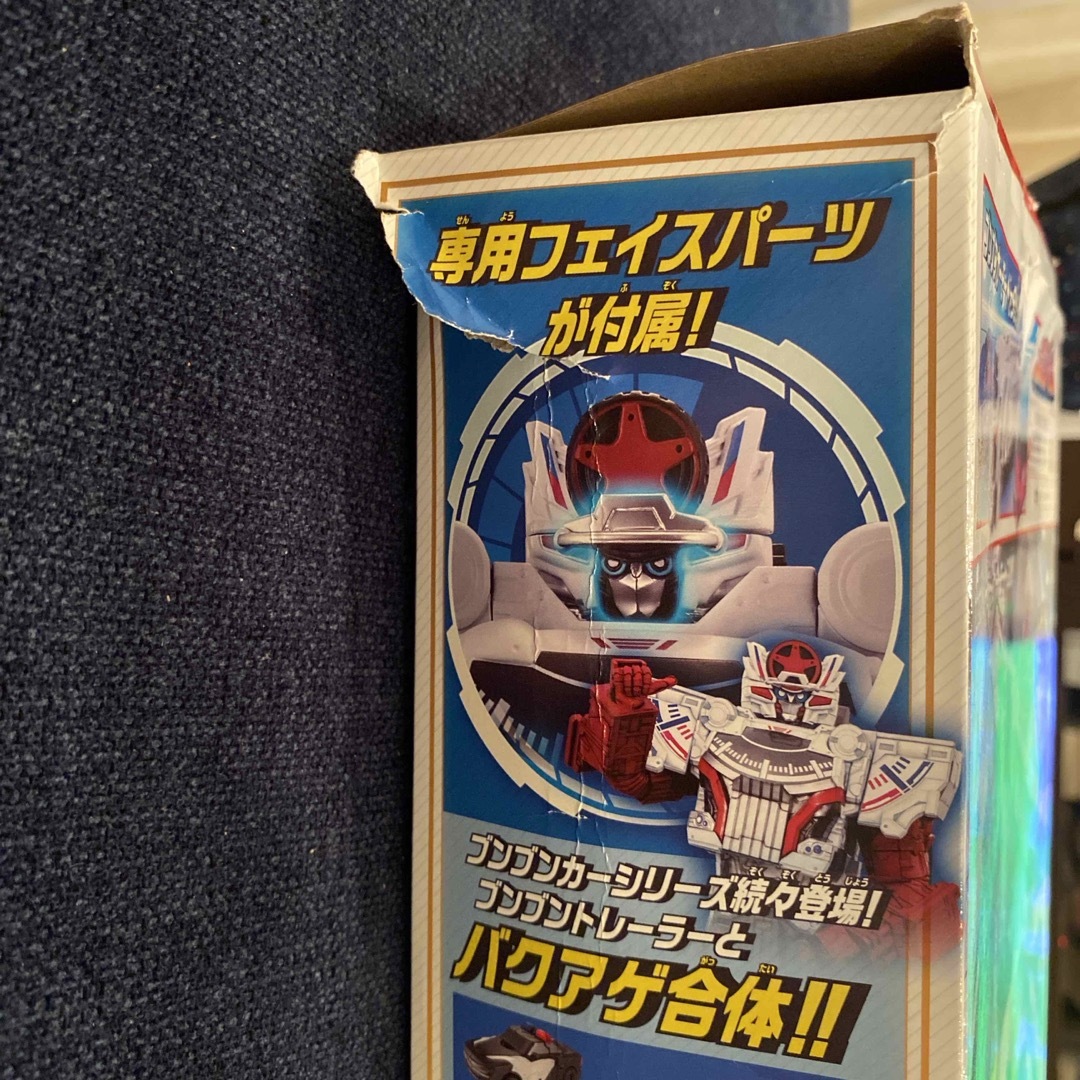 専用フェイスパーツ
が付属!
ブンブンカーシリーズ続々登場!
ブンブントレーラーと
バクアゲ合体!!